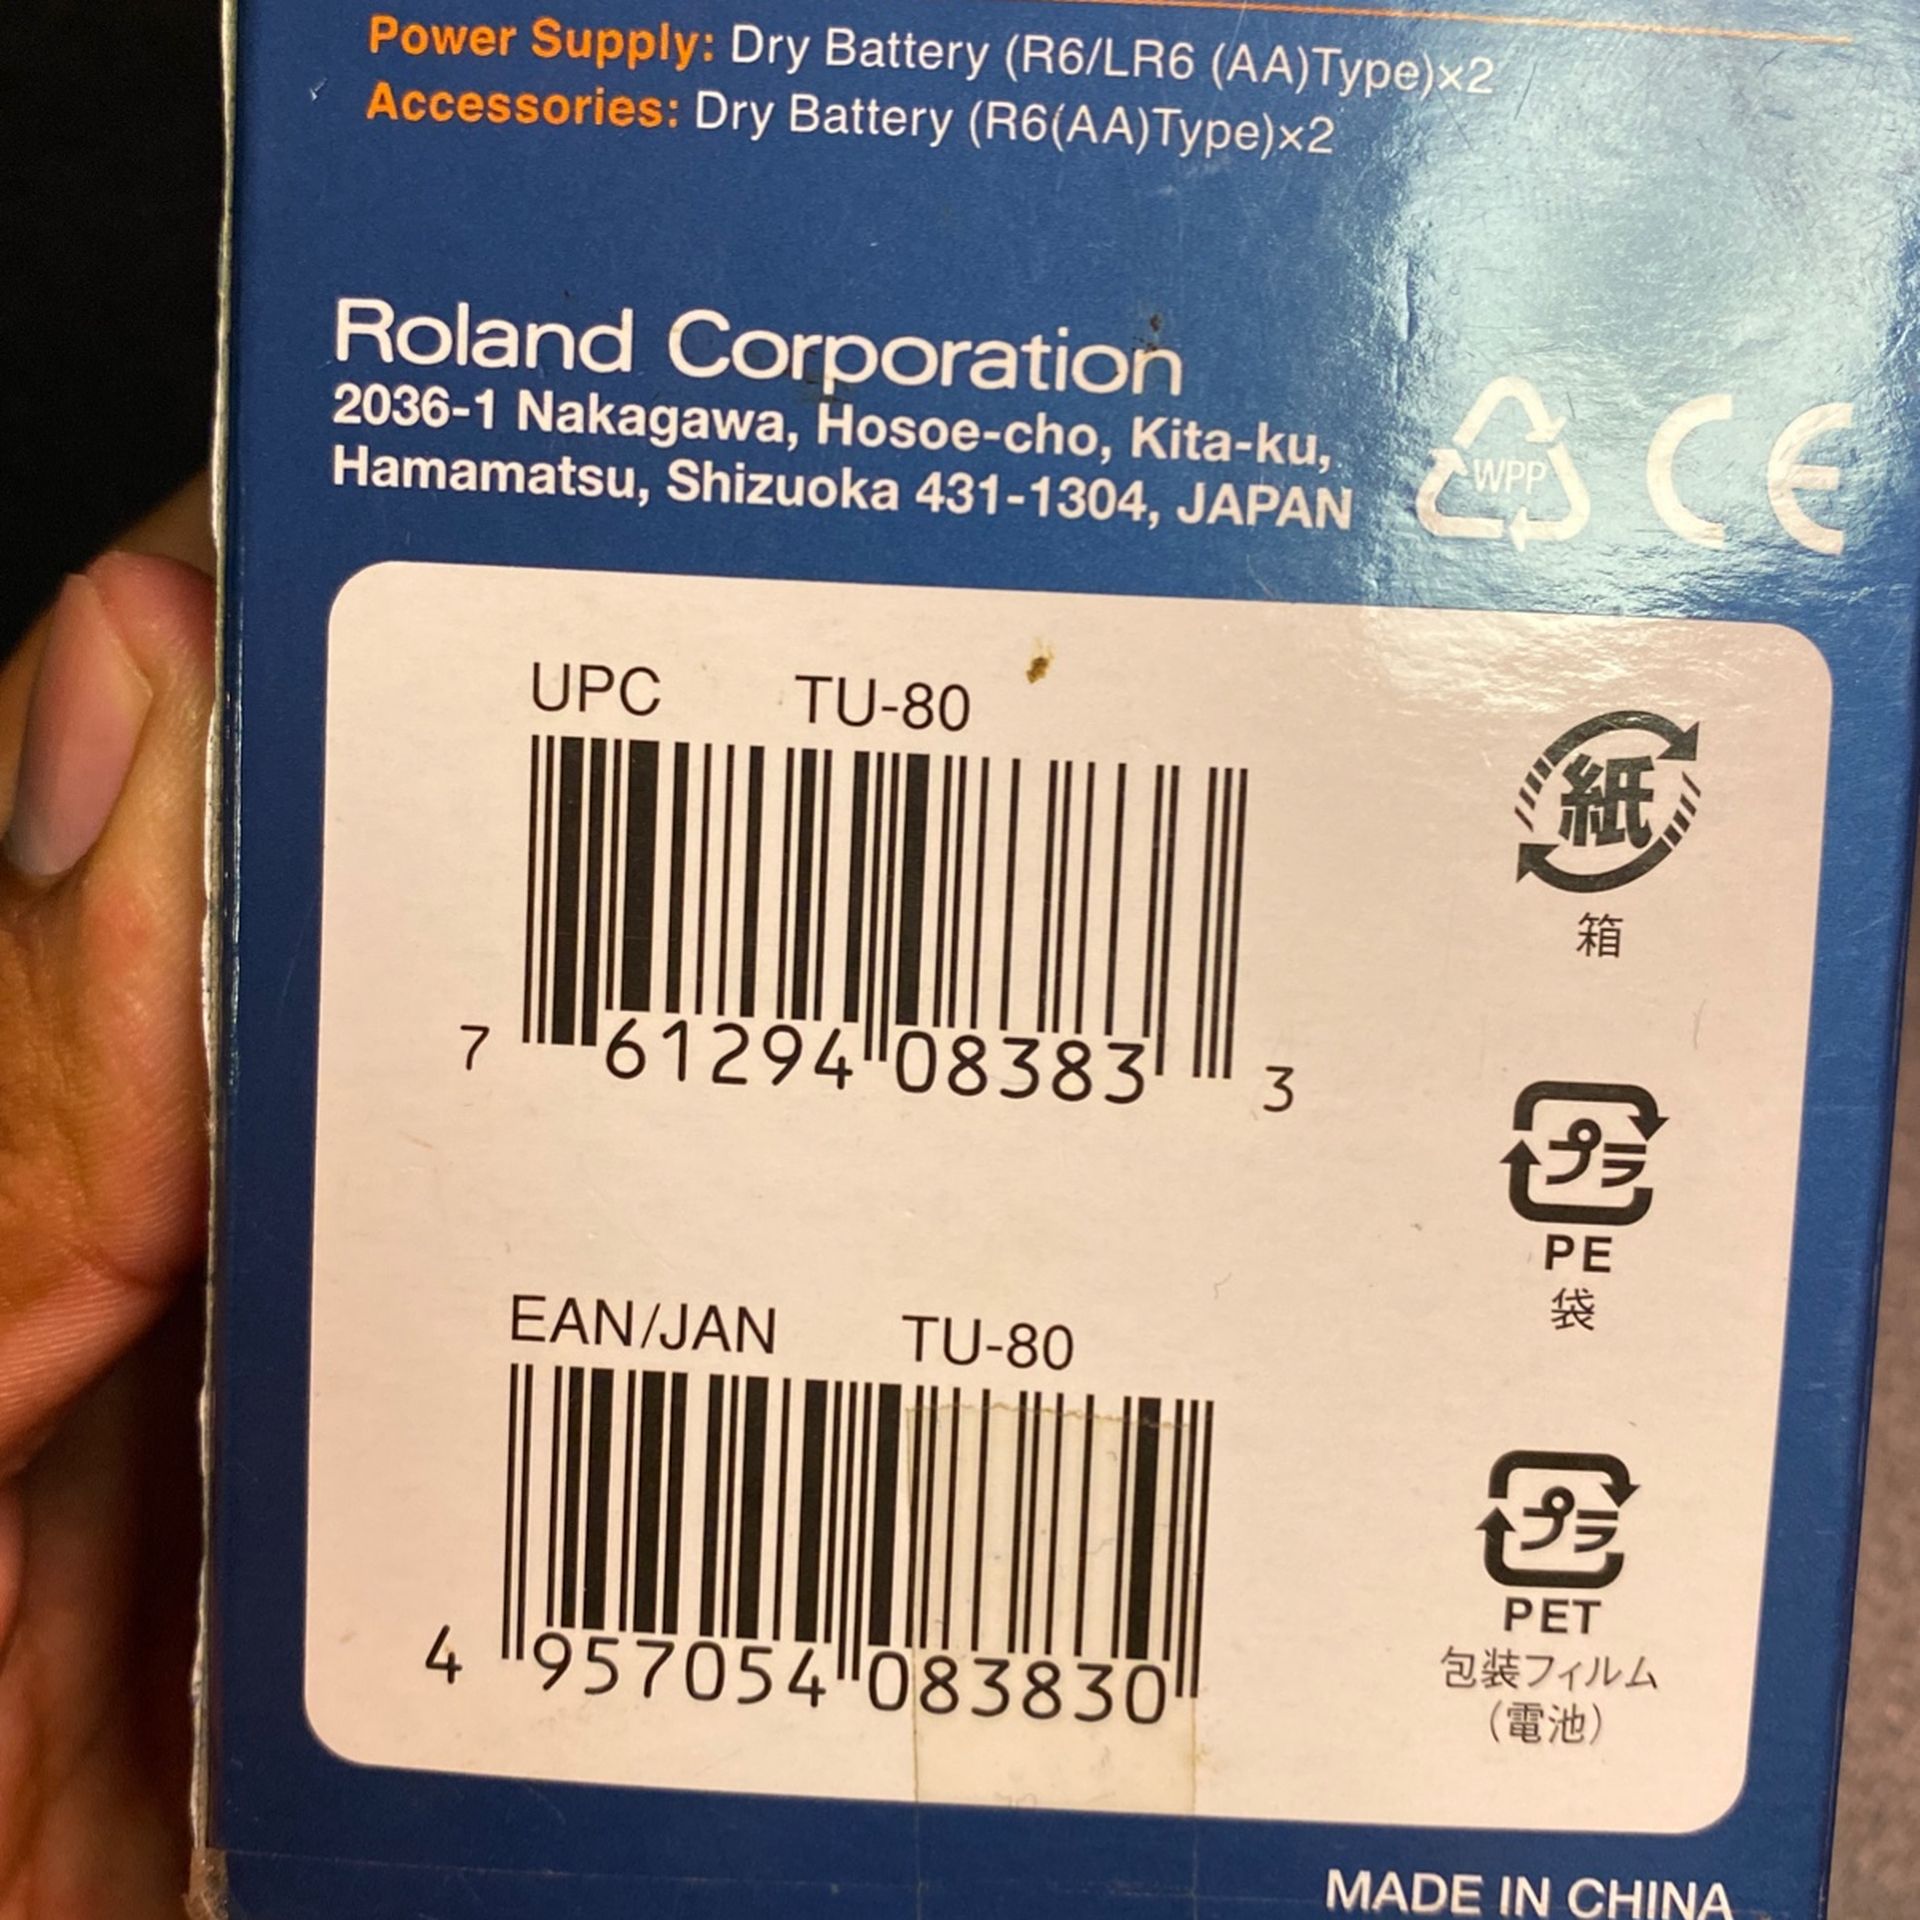 Power Supply: Dry Battery (R6/LR6 (AA)Type)×2
Accessories: Dry Battery (R6(AA)Type)×2
Roland Corporation
2036-1 Nakagawa, Hosoe-cho, Kita-ku,
Hamamatsu, Shizuoka 431-1304, JAPAN
WPP
CE
UPC TU-80
7 61294 08383 3
紙
箱
プラ
PE
袋
EAN/JAN TU-80
4 957054 083830
プラ
PET
包装フィルム
（電池）
MADE IN CHINA